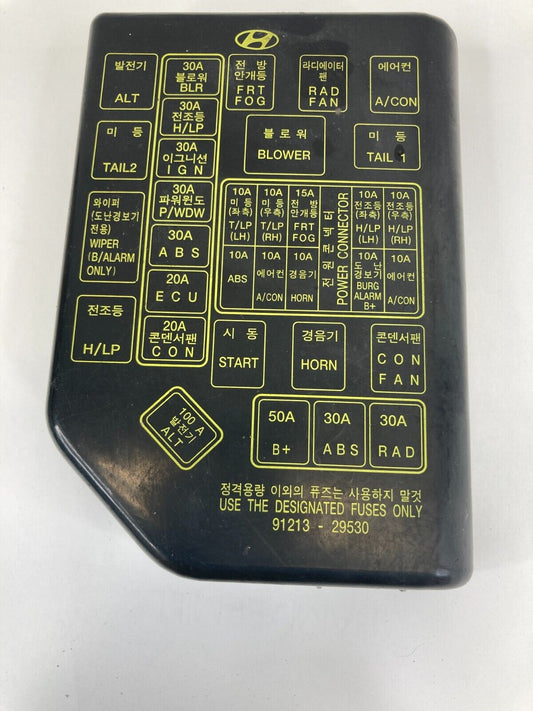 발전기
ALT
30A
블로워
BLR
전 방
안개등
FRT
FOG
라디에이터
팬
RAD
FAN
에어컨
A/CON
30A
전조등
H/LP
미 등
TAIL2
30A
이그니션
I G N
블 로 워
BLOWER
미 등
TAIL 1
와이퍼
(도난경보기
전용)
WIPER
(B/ALARM
ONLY)
30A
파워윈도
P/WDW
10A
미 등
(좌측)
T/LP
(LH)
10A
미 등
(우측)
T/LP
(RH)
15A
전 방
안개등
FRT
FOG
전 원 콘 넥 터
POWER CONNECTOR
10A
전조등
(좌측)
H/LP
(LH)
10A
전조등
(우측)
H/LP
(RH)
30A
A B S
10A
ABS
10A
에어컨
A/CON
10A
경음기
HORN
10A
도 난
경보기
BURG
ALARM
B+
10A
에어컨
A/CON
20A
E C U
전조등
H/LP
20A
콘덴서팬
C O N
시 동
START
경음기
HORN
콘덴서팬
C O N
F A N
100 A
발전기
ALT
50A
B+
30A
A B S
30A
R A D
정격용량 이외의 퓨즈는 사용하지 말것
USE THE DESIGNATED FUSES ONLY
91213 - 29530